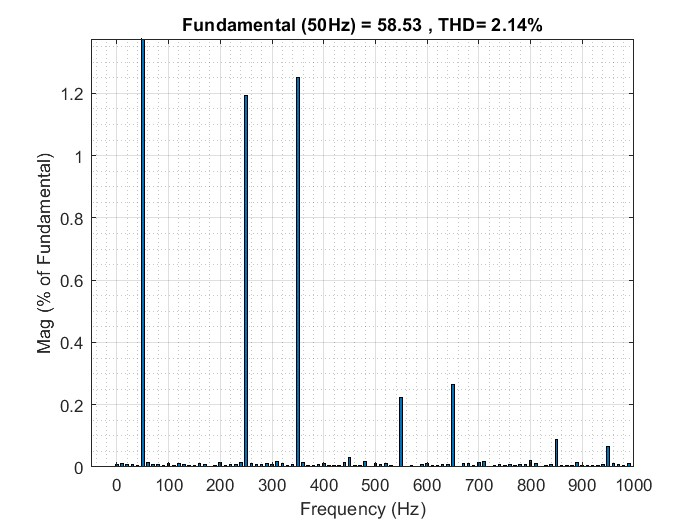 Fundamental (50Hz) = 58.53 , THD= 2.14%
Mag (% of Fundamental)
1.2
1
0.8
0.6
0.4
0.2
0
0 100 200 300 400 500 600 700 800 900 1000
Frequency (Hz)